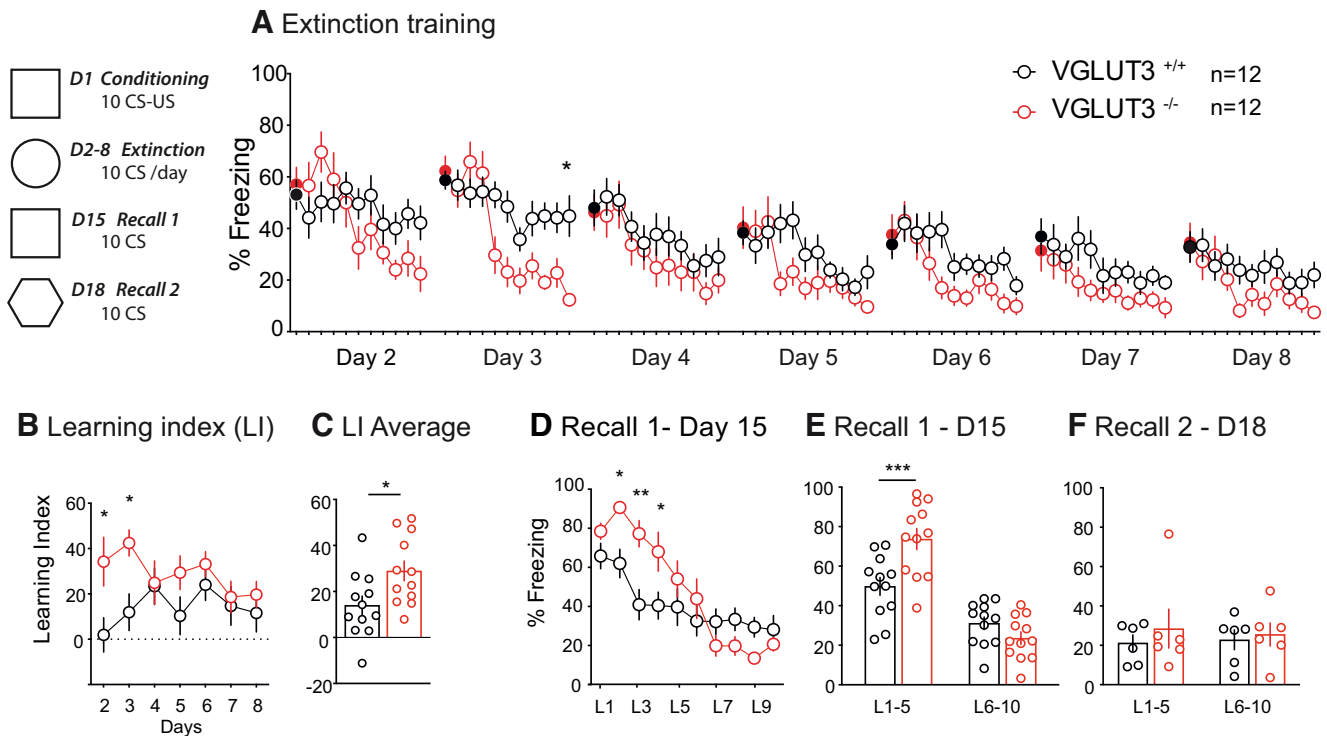 A Extinction training
D1 Conditioning
10 CS-US
D2-8 Extinction
10 CS /day
D15 Recall 1
10 CS
D18 Recall 2
10 CS
% Freezing
100
80
60
40
20
0
*
VGLUT3 +/+ n=12
VGLUT3 -/- n=12
Day 2 Day 3 Day 4 Day 5 Day 6 Day 7 Day 8
B Learning index (LI)
Learning Index
60
40
20
0
* *
2 3 4 5 6 7 8
Days
C LI Average
*
60
40
20
0
-20
D Recall 1- Day 15
% Freezing
100
80
60
40
20
0
* ** *
L1 L3 L5 L7 L9
E Recall 1 - D15
***
100
80
60
40
20
0
L1-5 L6-10
F Recall 2 - D18
100
80
60
40
20
0
L1-5 L6-10